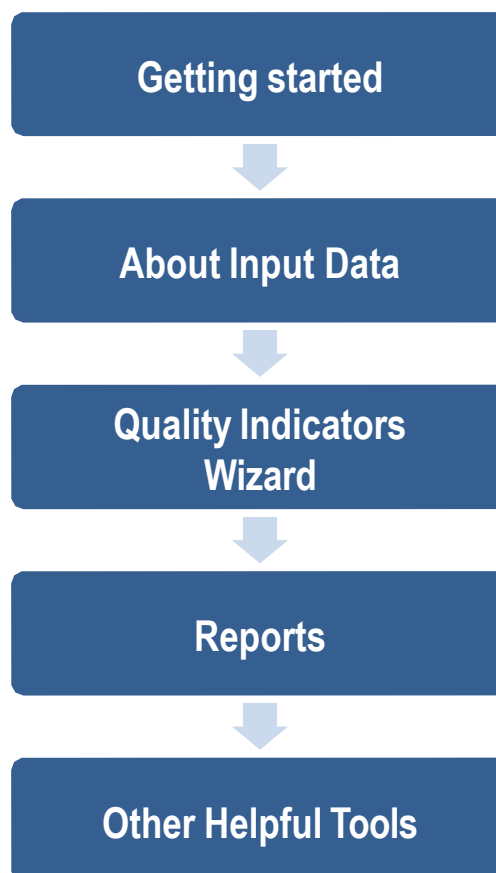 Getting started
About Input Data
Quality Indicators
Wizard
Reports
Other Helpful Tools